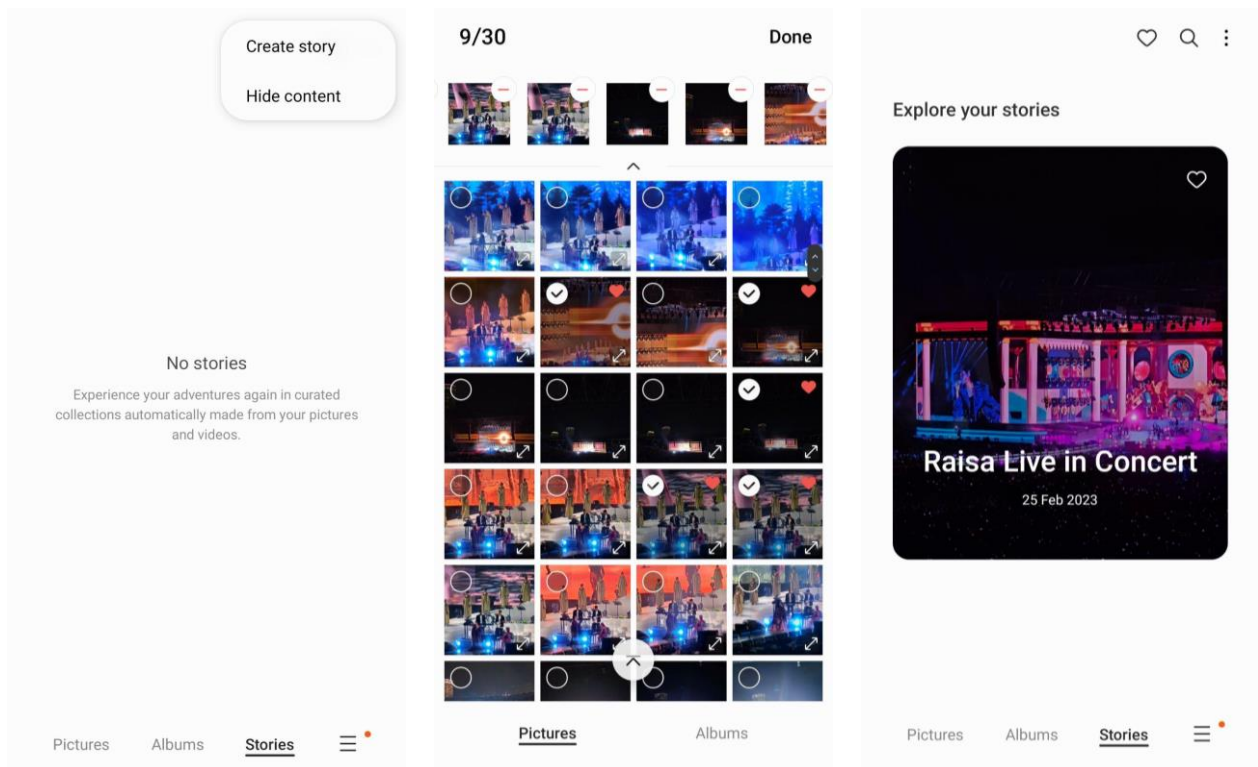 Create story
Hide content
No stories
Experience your adventures again in curated
collections automatically made from your pictures
and videos.
Pictures
Albums
Stories
9/30
Done
Pictures
Albums
Explore your stories
Raisa Live in Concert
25 Feb 2023
Pictures
Albums
Stories